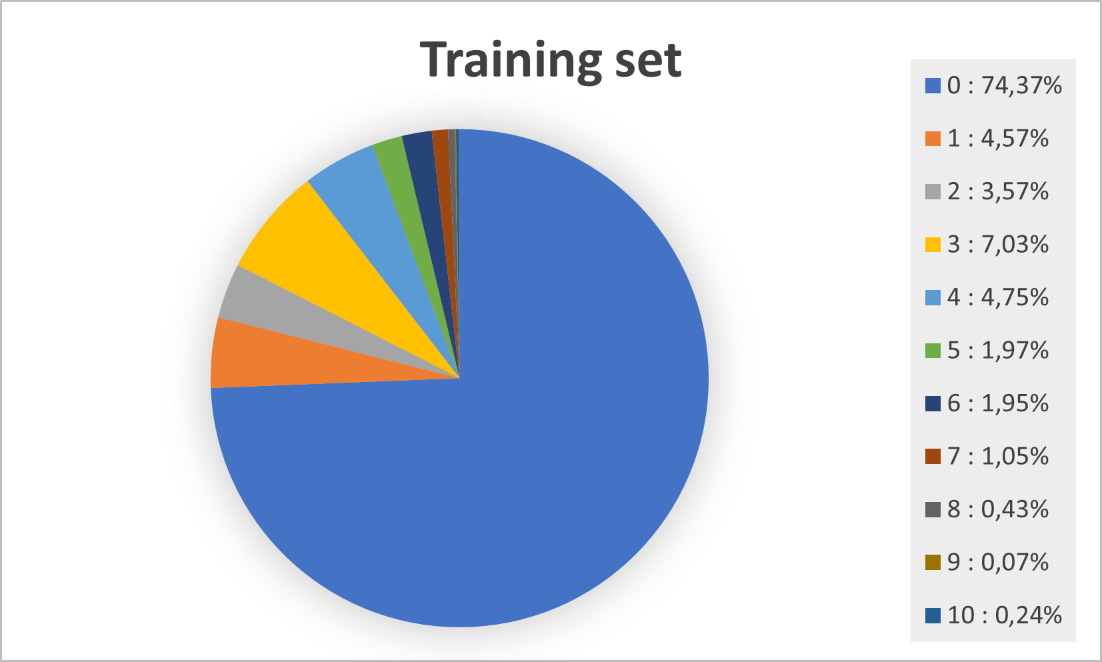 Training set
0 : 74,37%
1 : 4,57%
2 : 3,57%
3 : 7,03%
4 : 4,75%
5 : 1,97%
6 : 1,95%
7 : 1,05%
8 : 0,43%
9 : 0,07%
10 : 0,24%